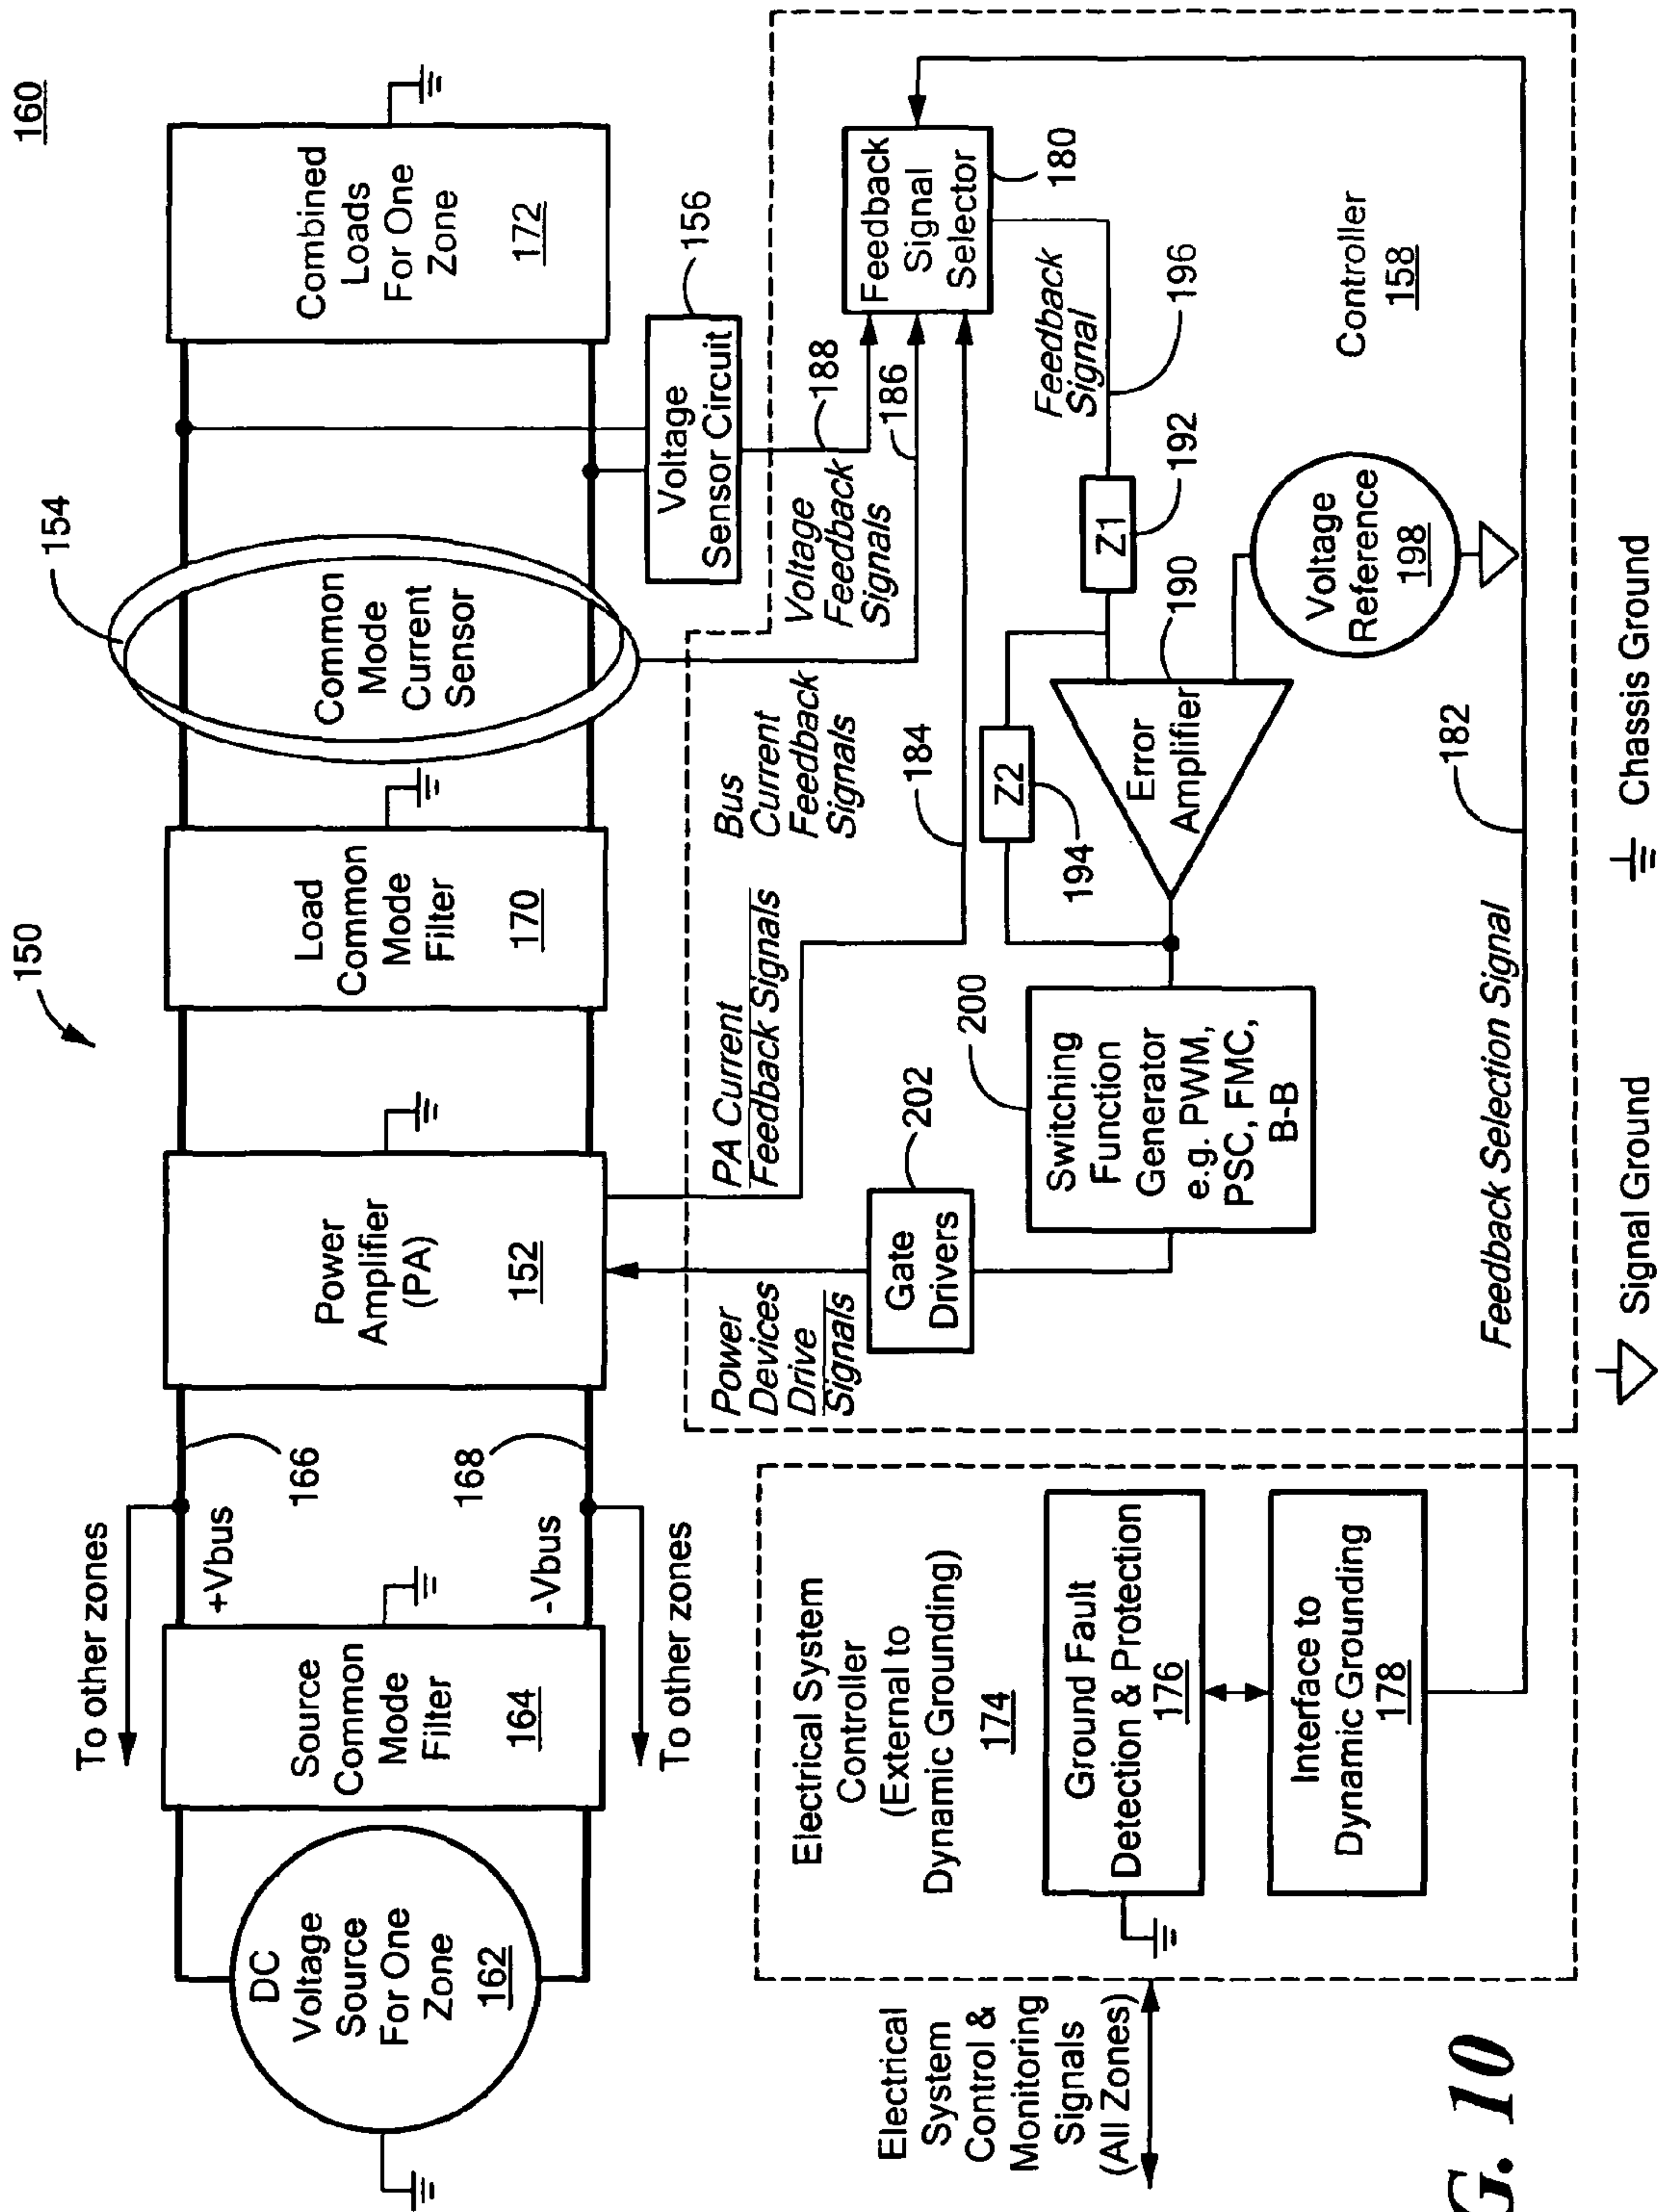 160
150
154
DC
Voltage
Source
For One
Zone
162
To other zones
+Vbus
-Vbus
To other zones
Source
Common
Mode
Filter
164
166
168
Power
Amplifier
(PA)
152
Load
Common
Mode
Filter
170
Common
Mode
Current
Sensor
Combined
Loads
For One
Zone
172
Voltage
Sensor Circuit
156
Electrical
System
Control &
Monitoring
Signals
(All Zones)
Electrical System
Controller
(External to
Dynamic Grounding)
174
Ground Fault
Detection & Protection
176
Interface to
Dynamic Grounding
178
Power
Devices
Drive
Signals
PA Current
Feedback Signals
Bus
Current
Feedback
Signals
Voltage
Feedback
Signals
188
186
184
Feedback
Signal
Selector
180
Gate
Drivers
202
Switching
Function
Generator
e.g. PWM,
PSC, FMC,
B-B
200
Z2
194
Error
Amplifier
190
Z1
192
Feedback
Signal
196
Voltage
Reference
198
Controller
158
Feedback Selection Signal
182
Signal Ground
Chassis Ground
G. 10